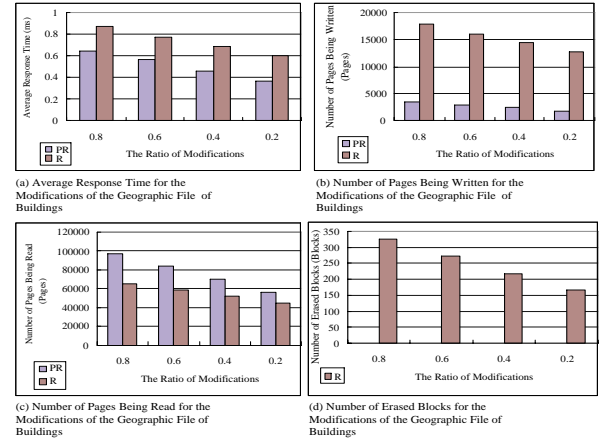 Average Response Time (ms)
1
0.8
0.6
0.4
0.2
0
0.8 0.6 0.4 0.2
The Ratio of Modifications
PR
R
(a) Average Response Time for the
Modifications of the Geographic File of
Buildings
Number of Pages Being Written
(Pages)
20000
15000
10000
5000
0
0.8 0.6 0.4 0.2
The Ratio of Modifications
PR
R
(b) Number of Pages Being Written for the
Modifications of the Geographic File of
Buildings
Number of Pages Being Read
(Pages)
120000
100000
80000
60000
40000
20000
0
0.8 0.6 0.4 0.2
The Ratio of Modifications
PR
R
(c) Number of Pages Being Read for the
Modifications of the Geographic File of
Buildings
Number of Erased Blocks (Blocks)
350
300
250
200
150
100
50
0
0.8 0.6 0.4 0.2
The Ratio of Modifications
R
(d) Number of Erased Blocks for the
Modifications of the Geographic File of
Buildings